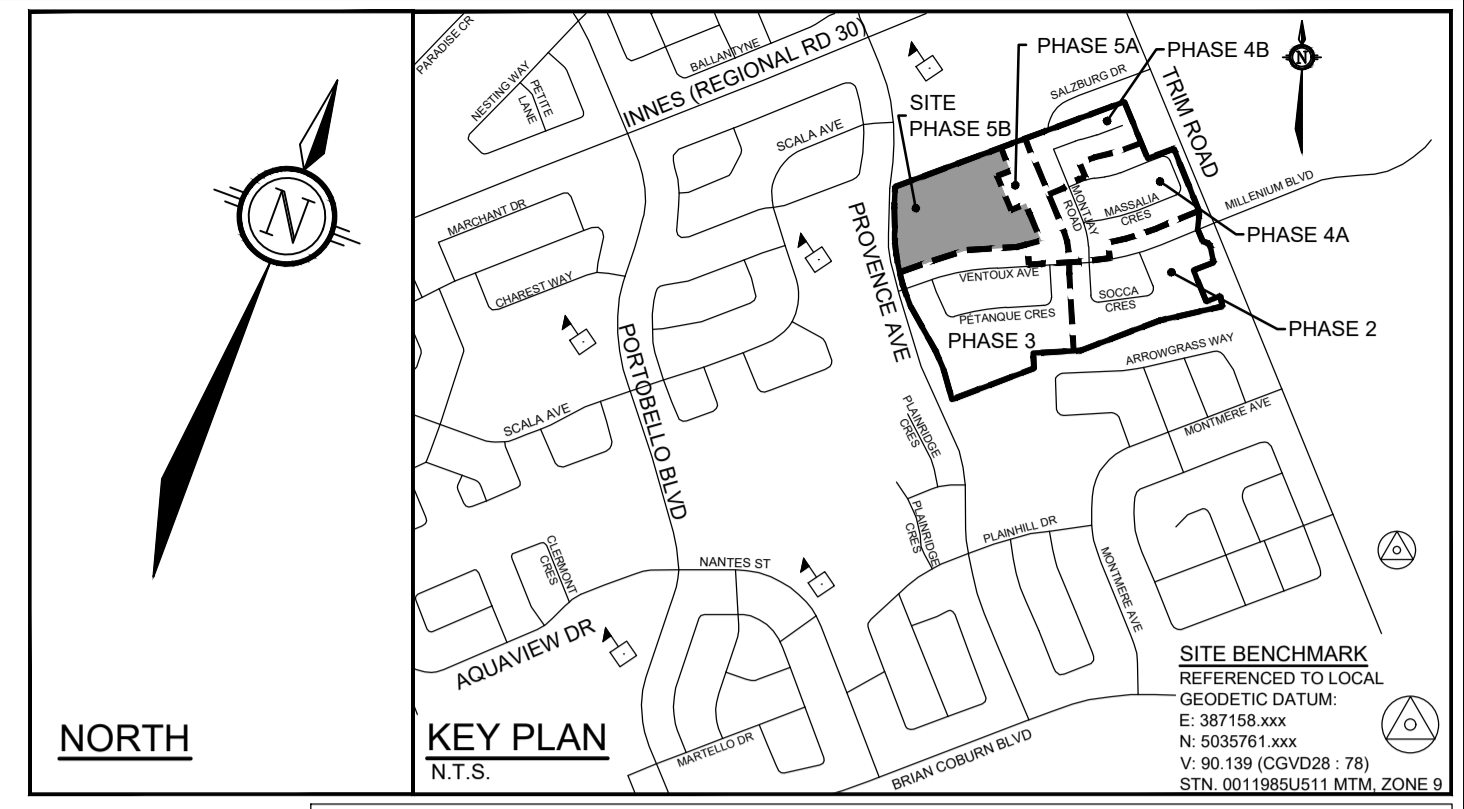 N
NORTH
PARADISE CR
NESTING WAY
PETITE
LANE
BALLANTYNE
INNES (REGIONAL RD 30)
SCALA AVE
MARCHANT DR
CHAREST WAY
PORTOBELLO BLVD
SCALA AVE
CLERMONT
CRES
NANTES ST
AQUAVIEW DR
MARTELLO DR
PROVENCE AVE
SITE
PHASE 5B
PHASE 5A
PHASE 4B
SALZBURG DR
TRIM ROAD
N
MILLENIUM BLVD
MONTJAY
ROAD
MASSALIA
CRES
PHASE 4A
VENTOUX AVE
PÉTANQUE CRES
SOCCA
CRES
PHASE 3
PHASE 2
ARROWGRASS WAY
MONTMERE AVE
PLAINRIDGE
CRES
PLAINRIDGE
CRES
PLAINHILL DR
MONTMERE AVE
BRIAN COBURN BLVD
KEY PLAN
N.T.S.
SITE BENCHMARK
REFERENCED TO LOCAL
GEODETIC DATUM:
E: 387158.xxx
N: 5035761.xxx
V: 90.139 (CGVD28 : 78)
STN. 0011985U511 MTM, ZONE 9